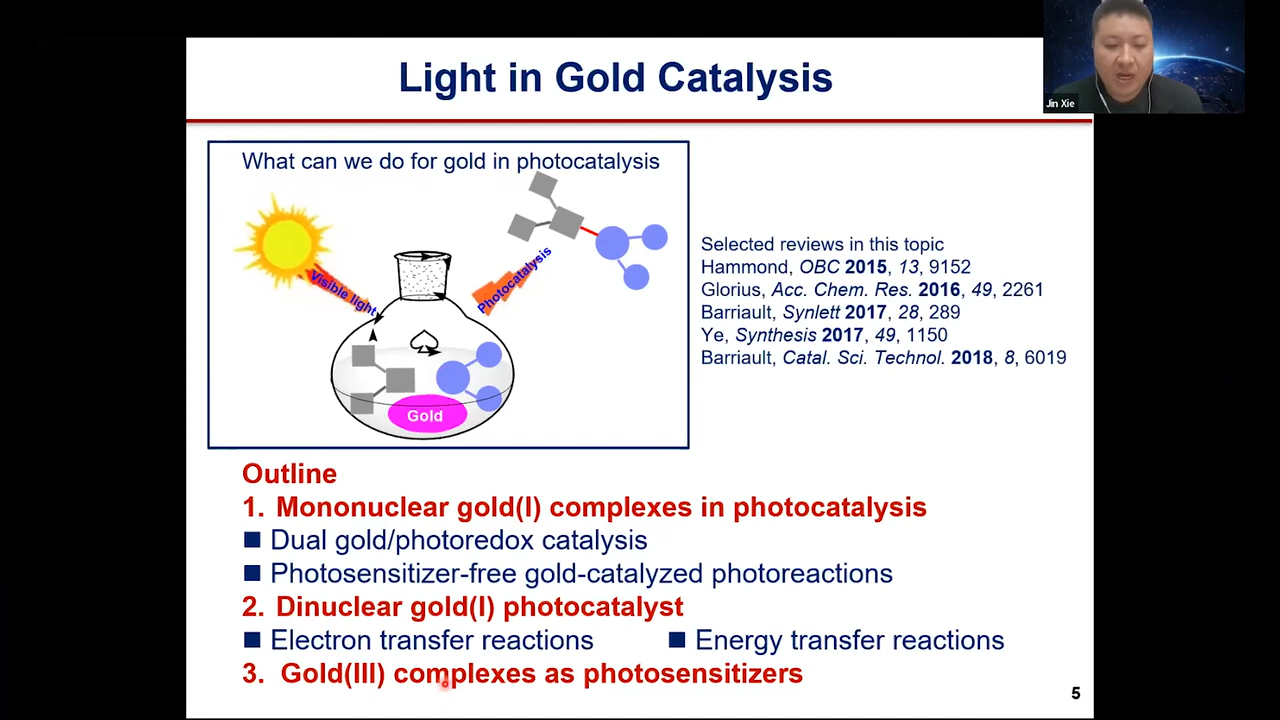 Light in Gold Catalysis
Jin Xie
What can we do for gold in photocatalysis
Visible light
Photocatalysis
Gold
Selected reviews in this topic
Hammond, OBC 2015, 13, 9152
Glorius, Acc. Chem. Res. 2016, 49, 2261
Barriault, Synlett 2017, 28, 289
Ye, Synthesis 2017, 49, 1150
Barriault, Catal. Sci. Technol. 2018, 8, 6019
Outline
1. Mononuclear gold(I) complexes in photocatalysis
■ Dual gold/photoredox catalysis
■ Photosensitizer-free gold-catalyzed photoreactions
2. Dinuclear gold(I) photocatalyst
■ Electron transfer reactions ■ Energy transfer reactions
3. Gold(III) complexes as photosensitizers
5